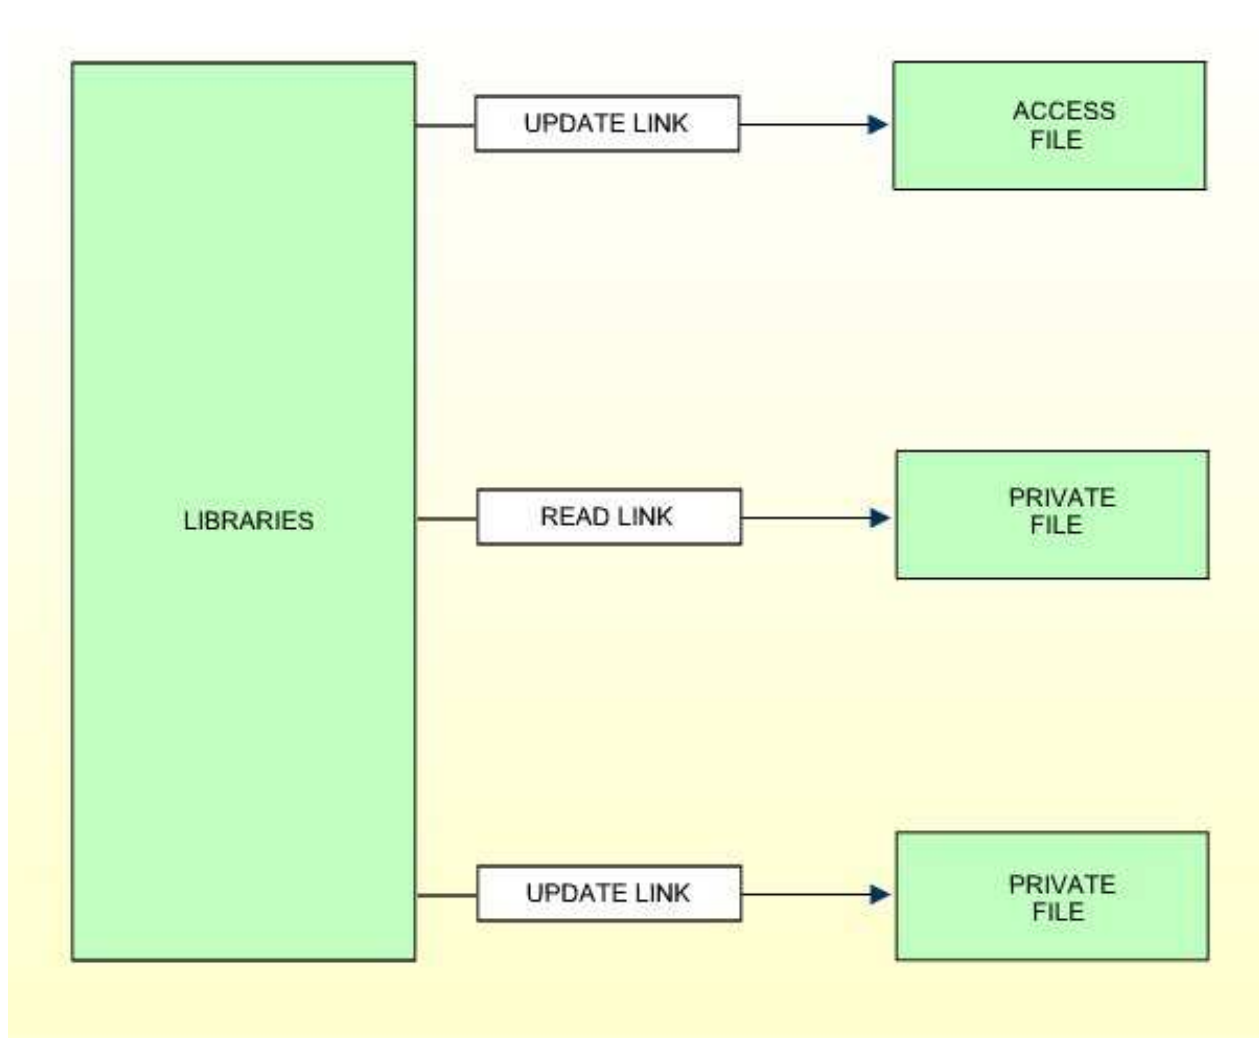 UPDATE LINK
ACCESS
FILE
LIBRARIES
READ LINK
PRIVATE
FILE
UPDATE LINK
PRIVATE
FILE